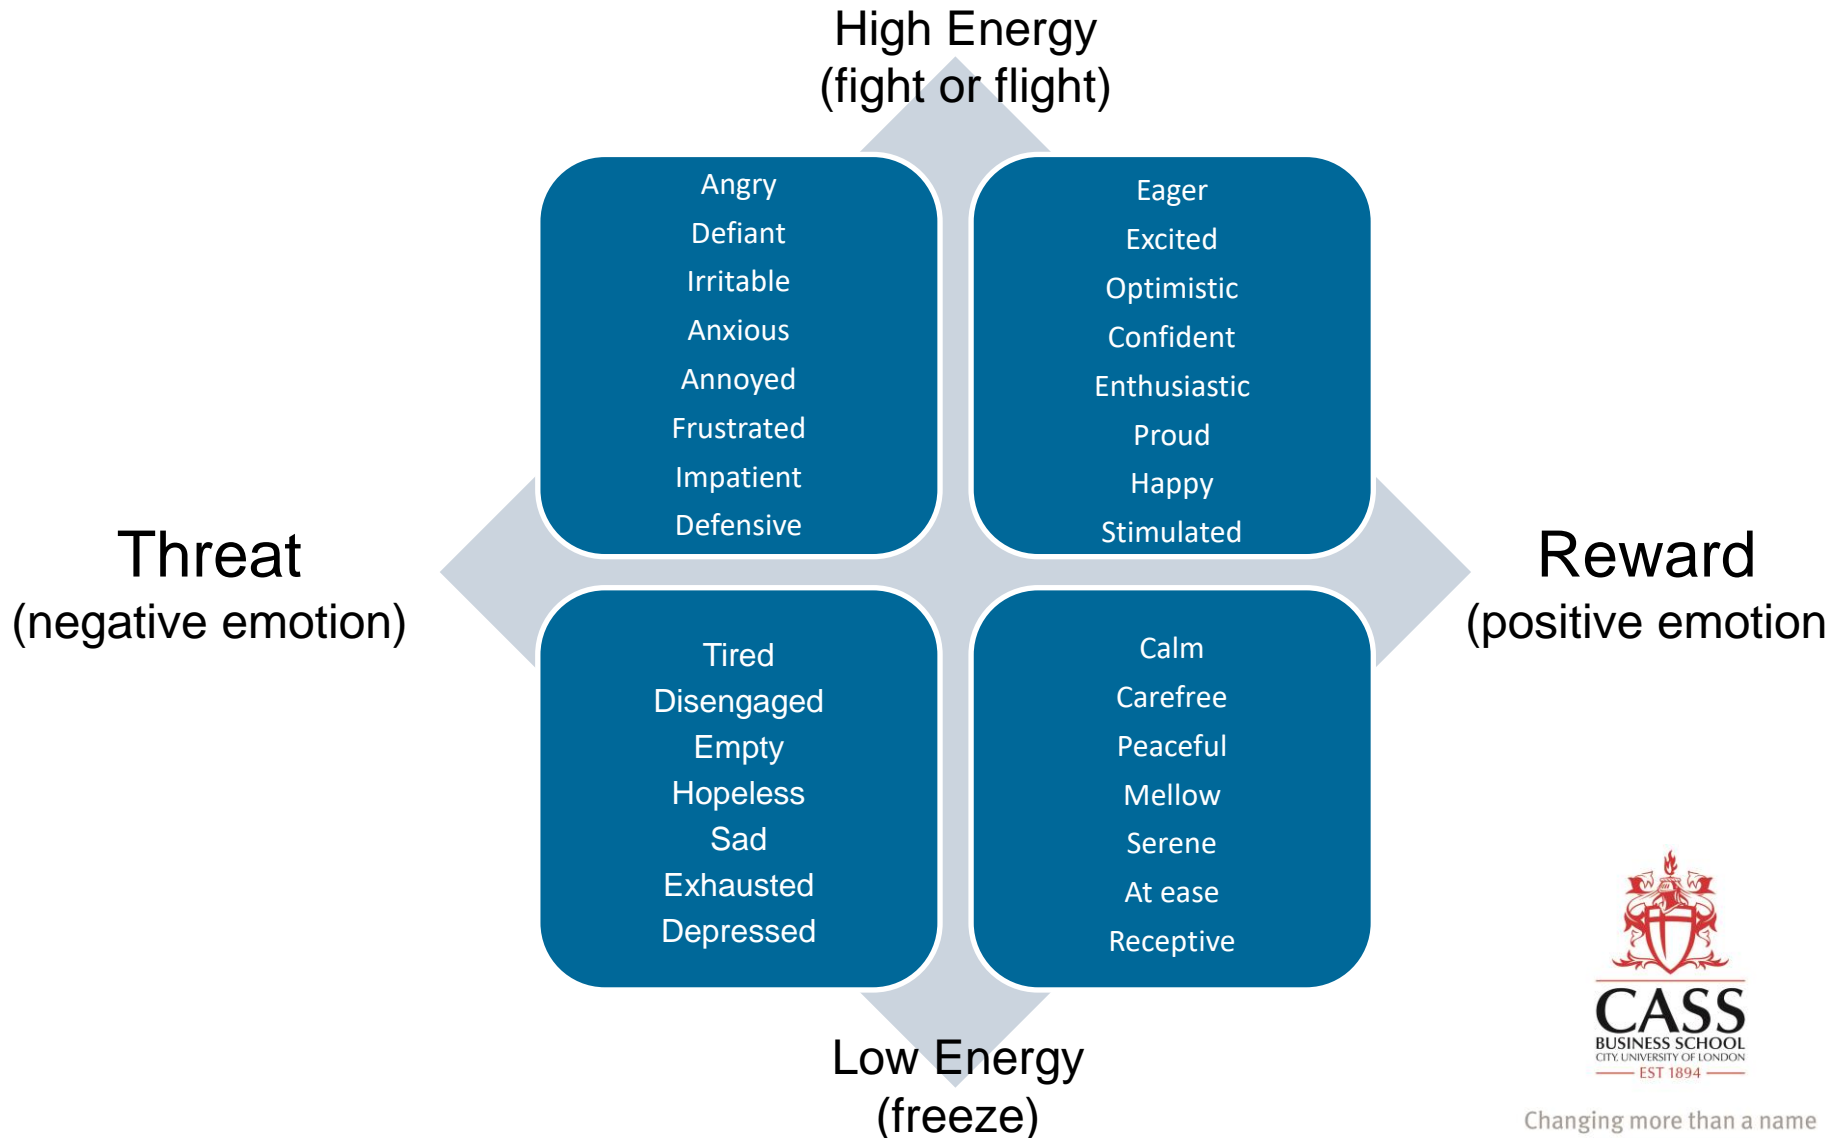 High Energy
(fight or flight)
Angry
Defiant
Irritable
Anxious
Annoyed
Frustrated
Impatient
Defensive
Eager
Excited
Optimistic
Confident
Enthusiastic
Proud
Happy
Stimulated
Threat
(negative emotion)
Reward
(positive emotion
Tired
Disengaged
Empty
Hopeless
Sad
Exhausted
Depressed
Calm
Carefree
Peaceful
Mellow
Serene
At ease
Receptive
Low Energy
(freeze)
CASS
BUSINESS SCHOOL
CITY, UNIVERSITY OF LONDON
EST 1894
Changing more than a name